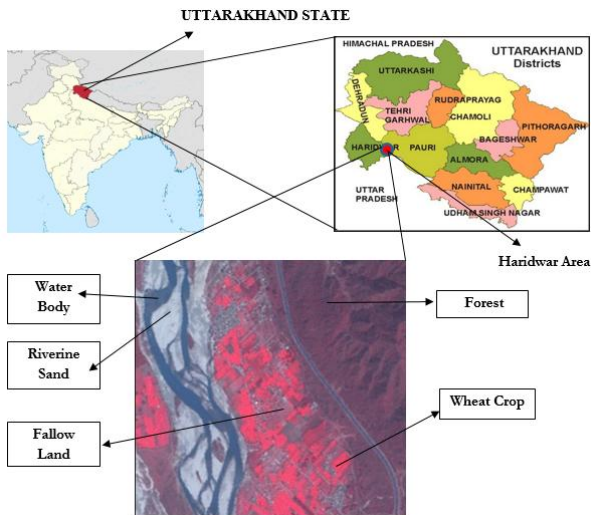 UTTARAKHAND STATE
HIMACHAL PRADESH
UTTARAKHAND
Districts
UTTARKASHI
DEHRADUN
TEHRI
GARHWAL
RUDRAPRAYAG
CHAMOLI
PITHORAGARH
BAGESHWAR
HARIDWAR
PAURI
ALMORA
NAINITAL
CHAMPAWAT
UTTAR
PRADESH
UDHAM SINGH NAGAR
Haridwar Area
Water
Body
Riverine
Sand
Fallow
Land
Forest
Wheat Crop